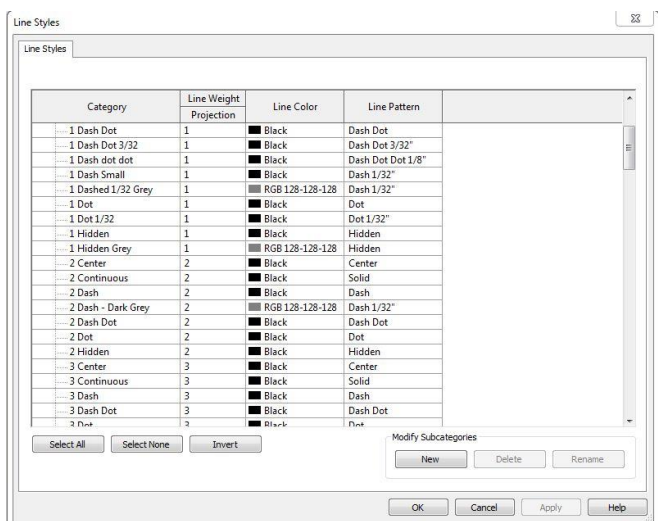 Line Styles
Line Styles
Category Line Weight Line Color Line Pattern
Projection
1 Dash Dot 1 Black Dash Dot
1 Dash Dot 3/32 1 Black Dash Dot 3/32"
1 Dash dot dot 1 Black Dash Dot Dot 1/8"
1 Dash Small 1 Black Dash 1/32"
1 Dashed 1/32 Grey 1 RGB 128-128-128 Dash 1/32"
1 Dot 1 Black Dot
1 Dot 1/32 1 Black Dot 1/32"
1 Hidden 1 Black Hidden
1 Hidden Grey 1 RGB 128-128-128 Hidden
2 Center 2 Black Center
2 Continuous 2 Black Solid
2 Dash 2 Black Dash
2 Dash - Dark Grey 2 RGB 128-128-128 Dash 1/32"
2 Dash Dot 2 Black Dash Dot
2 Dot 2 Black Dot
2 Hidden 2 Black Hidden
3 Center 3 Black Center
3 Continuous 3 Black Solid
3 Dash 3 Black Dash
3 Dash Dot 3 Black Dash Dot
3 Dot 3 Black Dot
Select All Select None Invert
Modify Subcategories
New Delete Rename
OK Cancel Apply Help